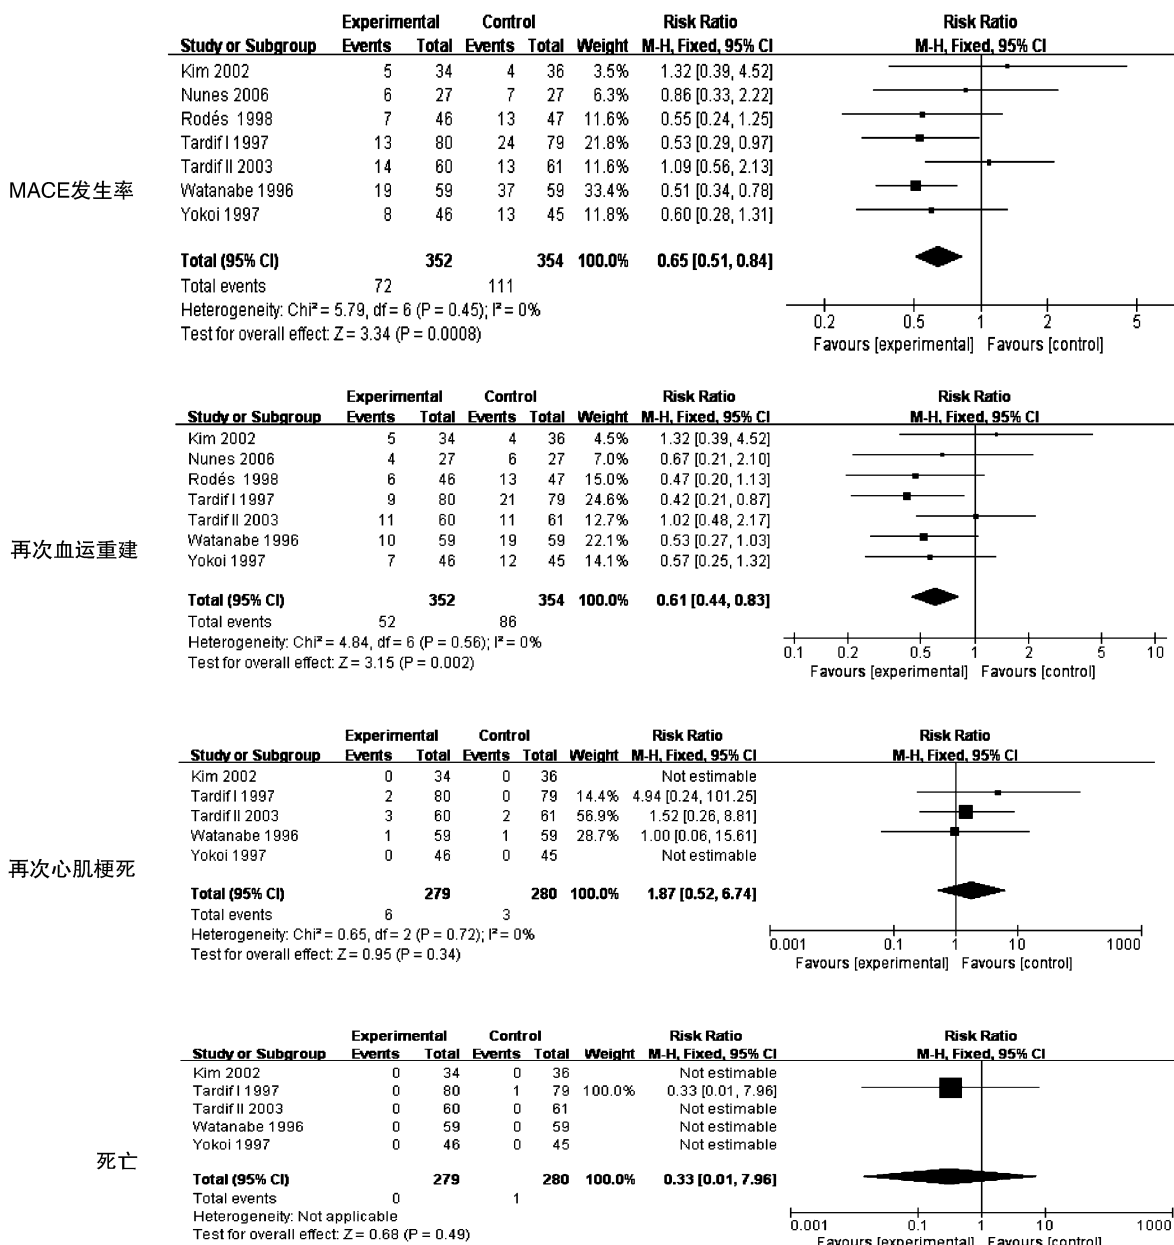 Experimental Control Risk Ratio Risk Ratio
Study or Subgroup Events Total Events Total Weight M-H, Fixed, 95% CI M-H, Fixed, 95% CI
Kim 2002 5 34 4 36 3.5% 1.32 [0.39, 4.52]
Nunes 2006 6 27 7 27 6.3% 0.86 [0.33, 2.22]
Rodés 1998 7 46 13 47 11.6% 0.55 [0.24, 1.25]
Tardif I 1997 13 80 24 79 21.8% 0.53 [0.29, 0.97]
Tardif II 2003 14 60 13 61 11.6% 1.09 [0.56, 2.13]
MACE发生率
Watanabe 1996 19 59 37 59 33.4% 0.51 [0.34, 0.78]
Yokoi 1997 8 46 13 45 11.8% 0.60 [0.28, 1.31]
Total (95% CI) 352 354 100.0% 0.65 [0.51, 0.84]
Total events 72 111
Heterogeneity: Chi² = 5.79, df = 6 (P = 0.45); I² = 0%
Test for overall effect: Z = 3.34 (P = 0.0008)
0.2 0.5 1 2 5
Favours [experimental] Favours [control]
Experimental Control Risk Ratio Risk Ratio
Study or Subgroup Events Total Events Total Weight M-H, Fixed, 95% CI M-H, Fixed, 95% CI
Kim 2002 5 34 4 36 4.5% 1.32 [0.39, 4.52]
Nunes 2006 4 27 6 27 7.0% 0.67 [0.21, 2.10]
Rodés 1998 6 46 13 47 15.0% 0.47 [0.20, 1.13]
Tardif I 1997 9 80 21 79 24.6% 0.42 [0.21, 0.87]
Tardif II 2003 11 60 11 61 12.7% 1.02 [0.48, 2.17]
Watanabe 1996 10 59 19 59 22.1% 0.53 [0.27, 1.03]
再次血运重建
Yokoi 1997 7 46 12 45 14.1% 0.57 [0.25, 1.32]
Total (95% CI) 352 354 100.0% 0.61 [0.44, 0.83]
Total events 52 86
Heterogeneity: Chi² = 4.84, df = 6 (P = 0.56); I² = 0%
Test for overall effect: Z = 3.15 (P = 0.002)
0.1 0.2 0.5 1 2 5 10
Favours [experimental] Favours [control]
Experimental Control Risk Ratio Risk Ratio
Study or Subgroup Events Total Events Total Weight M-H, Fixed, 95% CI M-H, Fixed, 95% CI
Kim 2002 0 34 0 36 Not estimable
Tardif I 1997 2 80 0 79 14.4% 4.94 [0.24, 101.25]
Tardif II 2003 3 60 2 61 56.9% 1.52 [0.26, 8.81]
Watanabe 1996 1 59 1 59 28.7% 1.00 [0.06, 15.61]
Yokoi 1997 0 46 0 45 Not estimable
再次心肌梗死
Total (95% CI) 279 280 100.0% 1.87 [0.52, 6.74]
Total events 6 3
Heterogeneity: Chi² = 0.65, df = 2 (P = 0.72); I² = 0%
Test for overall effect: Z = 0.95 (P = 0.34)
0.001 0.1 1 10 1000
Favours [experimental] Favours [control]
Experimental Control Risk Ratio Risk Ratio
Study or Subgroup Events Total Events Total Weight M-H, Fixed, 95% CI M-H, Fixed, 95% CI
Kim 2002 0 34 0 36 Not estimable
Tardif I 1997 0 80 1 79 100.0% 0.33 [0.01, 7.96]
Tardif II 2003 0 60 0 61 Not estimable
Watanabe 1996 0 59 0 59 Not estimable
Yokoi 1997 0 46 0 45 Not estimable
死亡
Total (95% CI) 279 280 100.0% 0.33 [0.01, 7.96]
Total events 0 1
Heterogeneity: Not applicable
Test for overall effect: Z = 0.68 (P = 0.49)
0.001 0.1 1 10 1000
Favours [experimental] Favours [control]